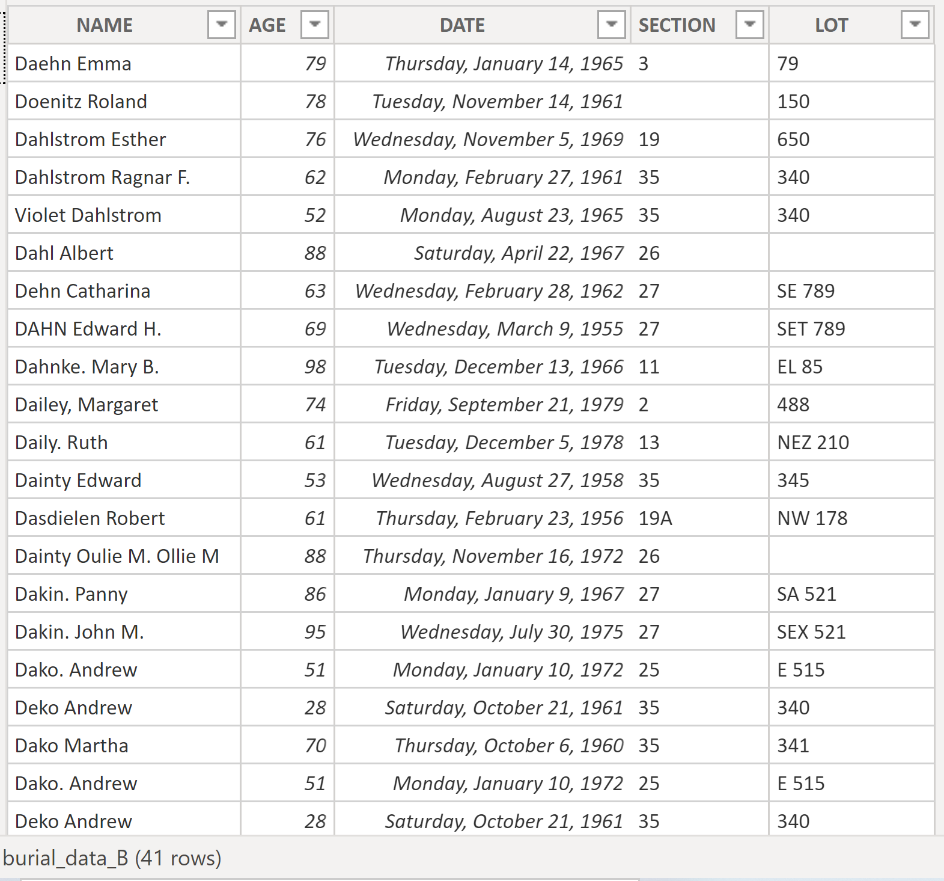 NAME AGE DATE SECTION LOT
Daehn Emma 79 Thursday, January 14, 1965 3 79
Doenitz Roland 78 Tuesday, November 14, 1961 150
Dahlstrom Esther 76 Wednesday, November 5, 1969 19 650
Dahlstrom Ragnar F. 62 Monday, February 27, 1961 35 340
Violet Dahlstrom 52 Monday, August 23, 1965 35 340
Dahl Albert 88 Saturday, April 22, 1967 26
Dehn Catharina 63 Wednesday, February 28, 1962 27 SE 789
DAHN Edward H. 69 Wednesday, March 9, 1955 27 SET 789
Dahnke. Mary B. 98 Tuesday, December 13, 1966 11 EL 85
Dailey, Margaret 74 Friday, September 21, 1979 2 488
Daily. Ruth 61 Tuesday, December 5, 1978 13 NEZ 210
Dainty Edward 53 Wednesday, August 27, 1958 35 345
Dasdielen Robert 61 Thursday, February 23, 1956 19A NW 178
Dainty Oulie M. Ollie M 88 Thursday, November 16, 1972 26
Dakin. Panny 86 Monday, January 9, 1967 27 SA 521
Dakin. John M. 95 Wednesday, July 30, 1975 27 SEX 521
Dako. Andrew 51 Monday, January 10, 1972 25 E 515
Deko Andrew 28 Saturday, October 21, 1961 35 340
Dako Martha 70 Thursday, October 6, 1960 35 341
Dako. Andrew 51 Monday, January 10, 1972 25 E 515
Deko Andrew 28 Saturday, October 21, 1961 35 340
burial_data_B (41 rows)